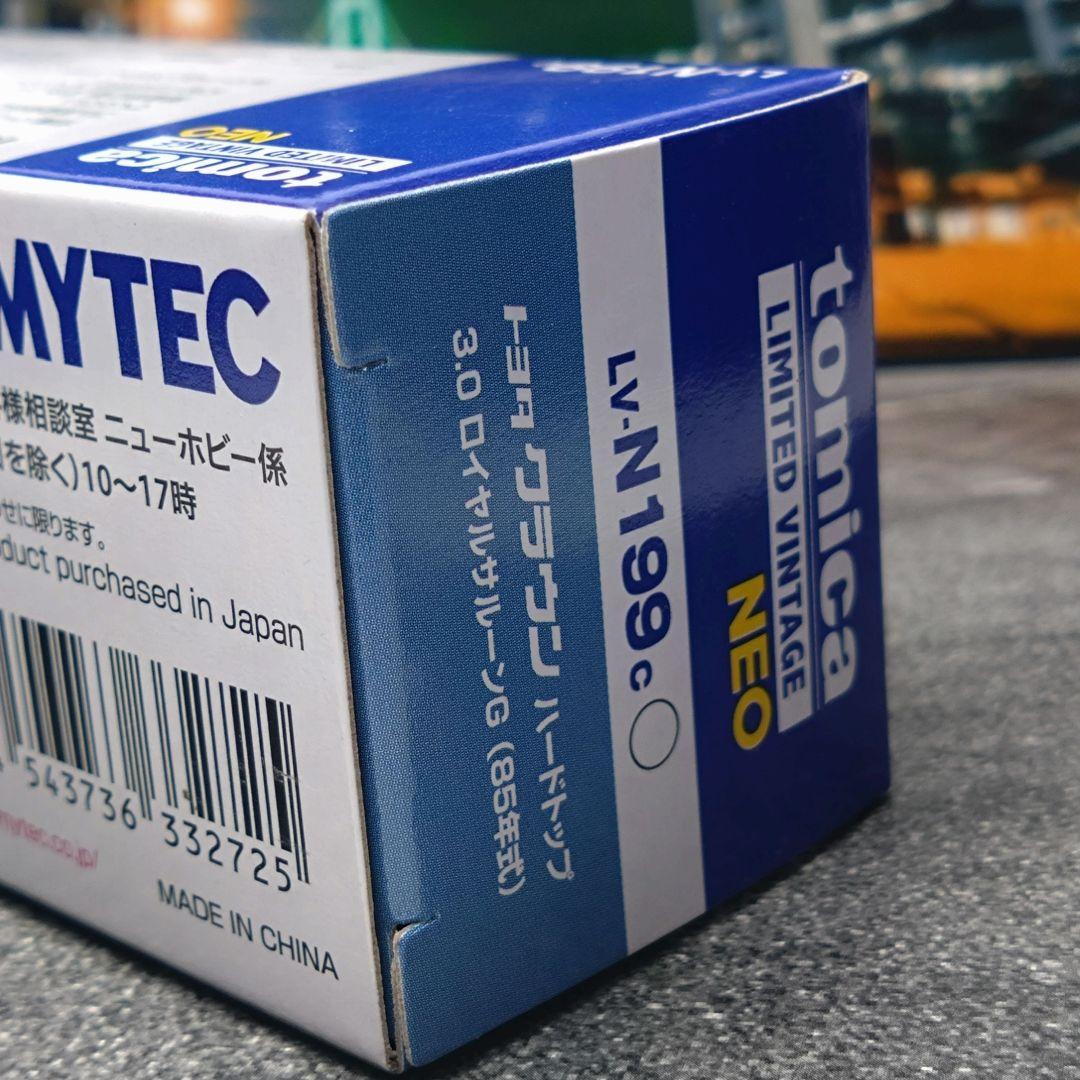 tomica
LIMITED VINTAGE
NEO
MYTEC
様相談室 ニューホビー係
を除く)10～17時
せに限ります。
duct purchased in Japan
543736 332725
mytec.co.jp/
MADE IN CHINA
トヨタ クラウン ハードトップ
3.0 ロイヤルサルーンG (85年式)
LV-N199c
tomica
LIMITED VINTAGE
NEO